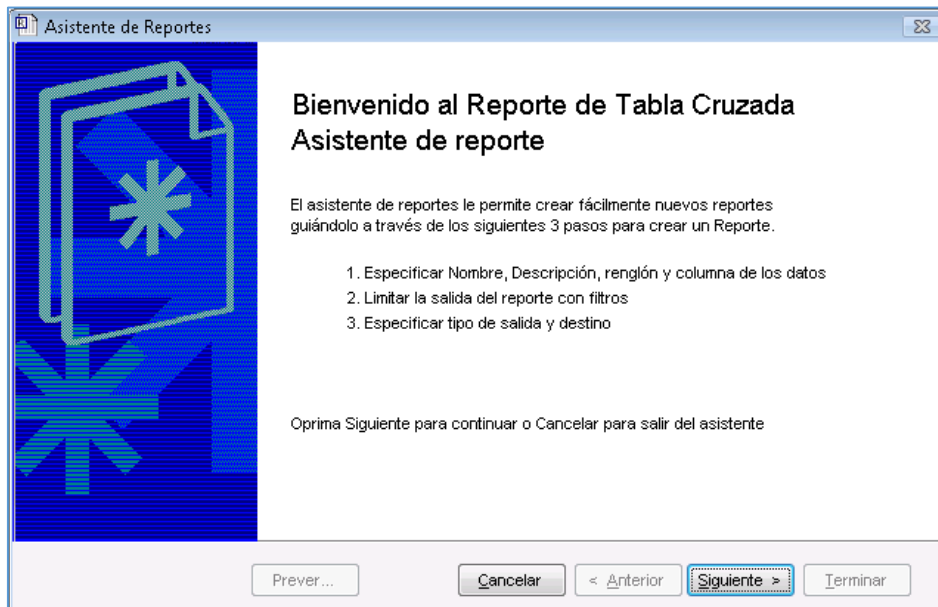 Asistente de Reportes
Bienvenido al Reporte de Tabla Cruzada
Asistente de reporte
El asistente de reportes le permite crear fácilmente nuevos reportes
guiándolo a través de los siguientes 3 pasos para crear un Reporte.
1. Especificar Nombre, Descripción, renglón y columna de los datos
2. Limitar la salida del reporte con filtros
3. Especificar tipo de salida y destino
Oprima Siguiente para continuar o Cancelar para salir del asistente
Prever... Cancelar < Anterior Siguiente > Terminar